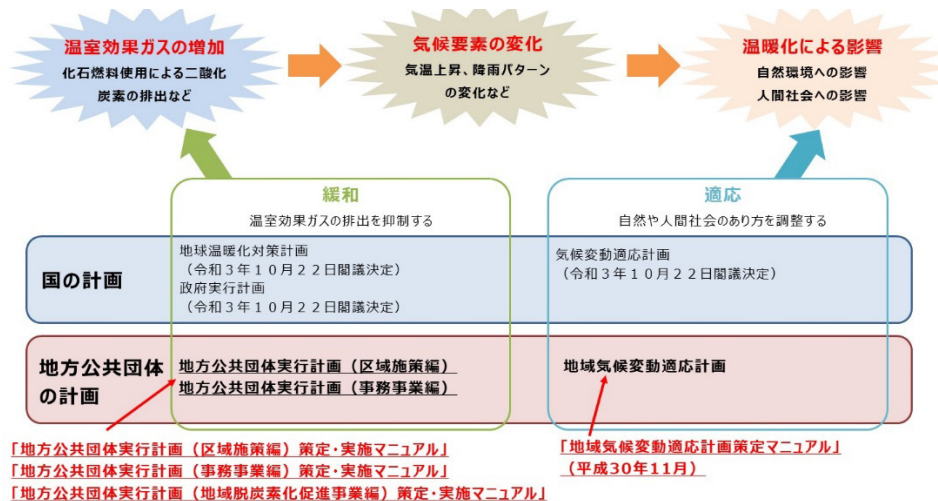 温室効果ガスの増加
化石燃料使用による二酸化
炭素の排出など
気候要素の変化
気温上昇、降雨パターン
の変化など
温暖化による影響
自然環境への影響
人間社会への影響
緩和
温室効果ガスの排出を抑制する
適応
自然や人間社会のあり方を調整する
国の計画
地球温暖化対策計画
（令和３年１０月２２日閣議決定）
政府実行計画
（令和３年１０月２２日閣議決定）
気候変動適応計画
（令和３年１０月２２日閣議決定）
地方公共団体
の計画
地方公共団体実行計画（区域施策編）
地方公共団体実行計画（事務事業編）
地域気候変動適応計画
「地方公共団体実行計画（区域施策編）策定・実施マニュアル」
「地方公共団体実行計画（事務事業編）策定・実施マニュアル」
「地方公共団体実行計画（地域脱炭素化促進事業編）策定・実施マニュアル」
「地域気候変動適応計画策定マニュアル」
（平成30年11月）